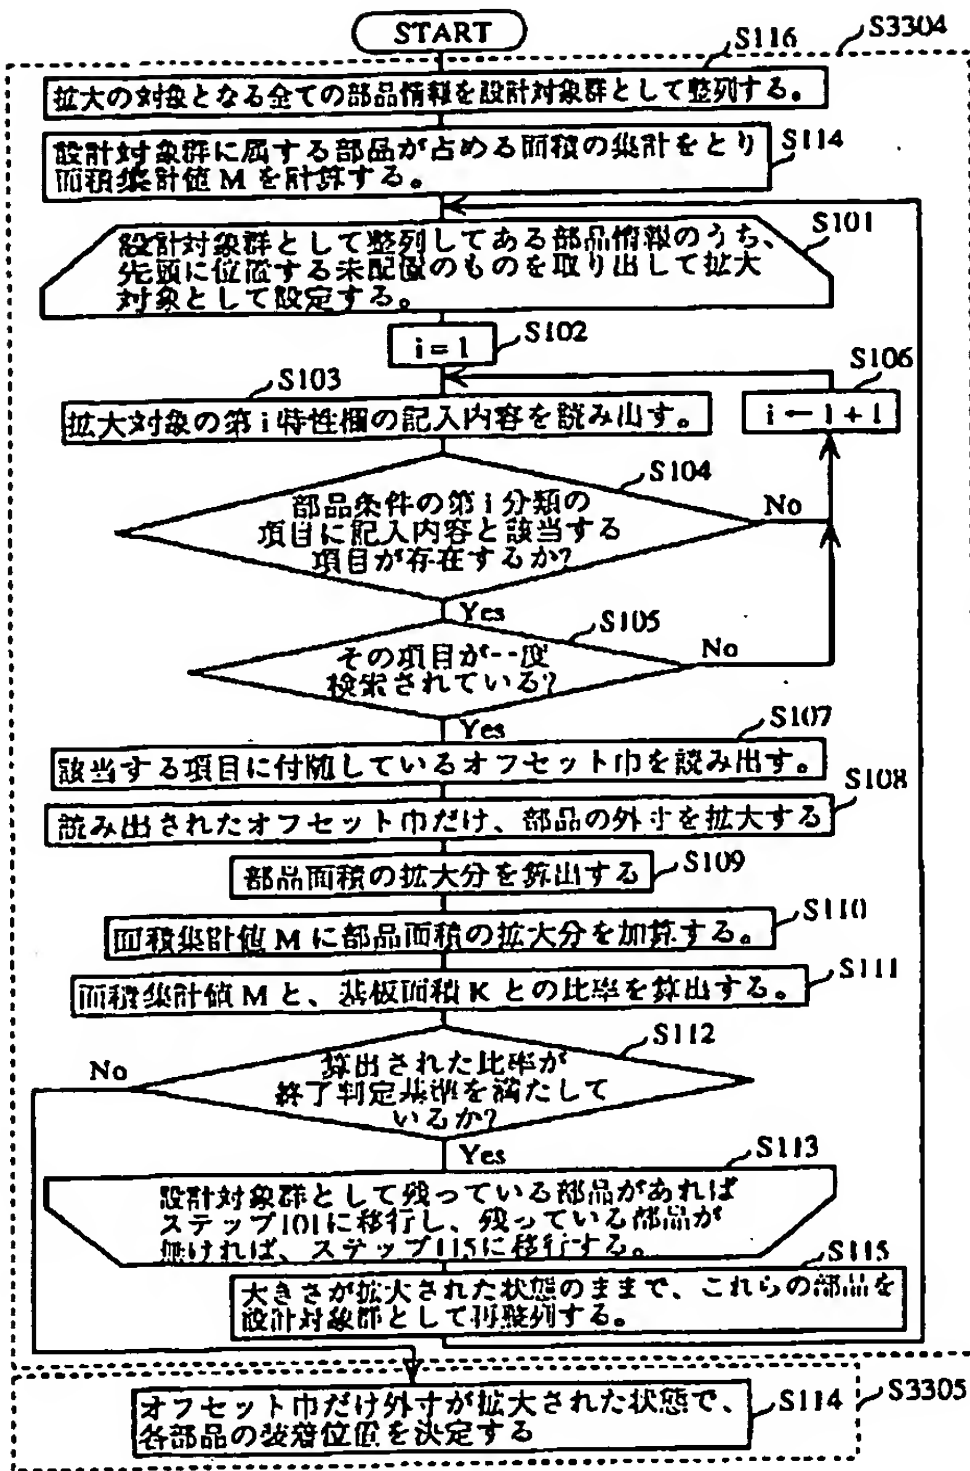 START
S3304
S116
拡大の対象となる全ての部品情報を設計対象群として整列する。
S114
設計対象群に属する部品が占める面積の集計をとり
面積集計値Mを計算する。
S101
設計対象群として整列してある部品情報のうち、
先頭に位置する未配置のものを取り出して拡大
対象として設定する。
i=1
S102
S106
i←1+1
S103
拡大対象の第i特性欄の記入内容を読み出す。
S104
部品条件の第i分類の
項目に記入内容と該当する
項目が存在するか?
No
Yes
S105
その項目が一度
検索されている?
No
Yes
S107
該当する項目に付随しているオフセット巾を読み出す。
S108
読み出されたオフセット巾だけ、部品の外寸を拡大する
部品面積の拡大分を算出する
S109
S110
面積集計値Mに部品面積の拡大分を加算する。
S111
面積集計値Mと、基板面積Kとの比率を算出する。
S112
算出された比率が
終了判定基準を満たして
いるか?
No
Yes
S113
設計対象群として残っている部品があれば
ステップ101に移行し、残っている部品が
無ければ、ステップ115に移行する。
S115
大きさが拡大された状態のままで、これらの部品を
設計対象群として再整列する。
S3305
オフセット巾だけ外寸が拡大された状態で、
各部品の装着位置を決定する
S114